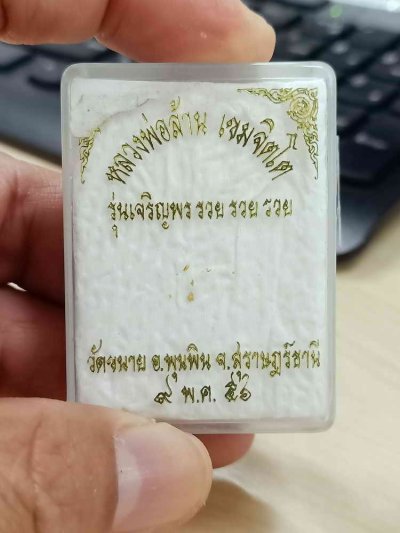 หลวงพ่อล้าน เขมจิตโต
รุ่นเจริญพร รวย รวย รวย
วัดขนาย อ.พุนพิน จ.สุราษฎร์ธานี
๙ พ.ศ. ๕๖